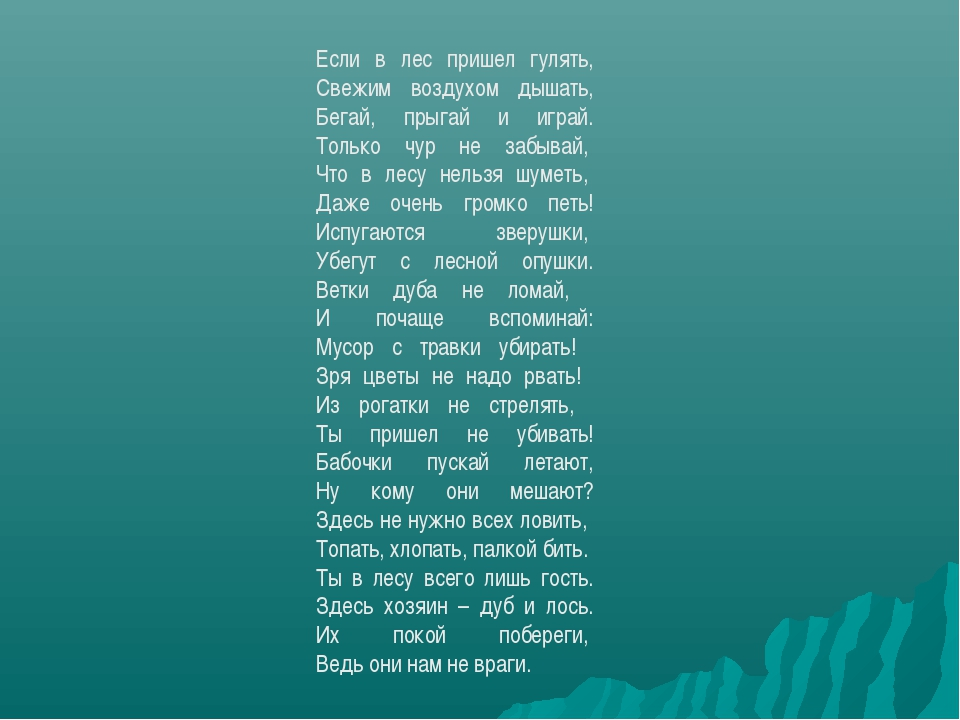 Если в лес пришел гулять,
Свежим воздухом дышать,
Бегай, прыгай и играй.
Только чур не забывай,
Что в лесу нельзя шуметь,
Даже очень громко петь!
Испугаются зверушки,
Убегут с лесной опушки.
Ветки дуба не ломай,
И почаще вспоминай:
Мусор с травки убирать!
Зря цветы не надо рвать!
Из рогатки не стрелять,
Ты пришел не убивать!
Бабочки пускай летают,
Ну кому они мешают?
Здесь не нужно всех ловить,
Топать, хлопать, палкой бить.
Ты в лесу всего лишь гость.
Здесь хозяин – дуб и лось.
Их покой побереги,
Ведь они нам не враги.